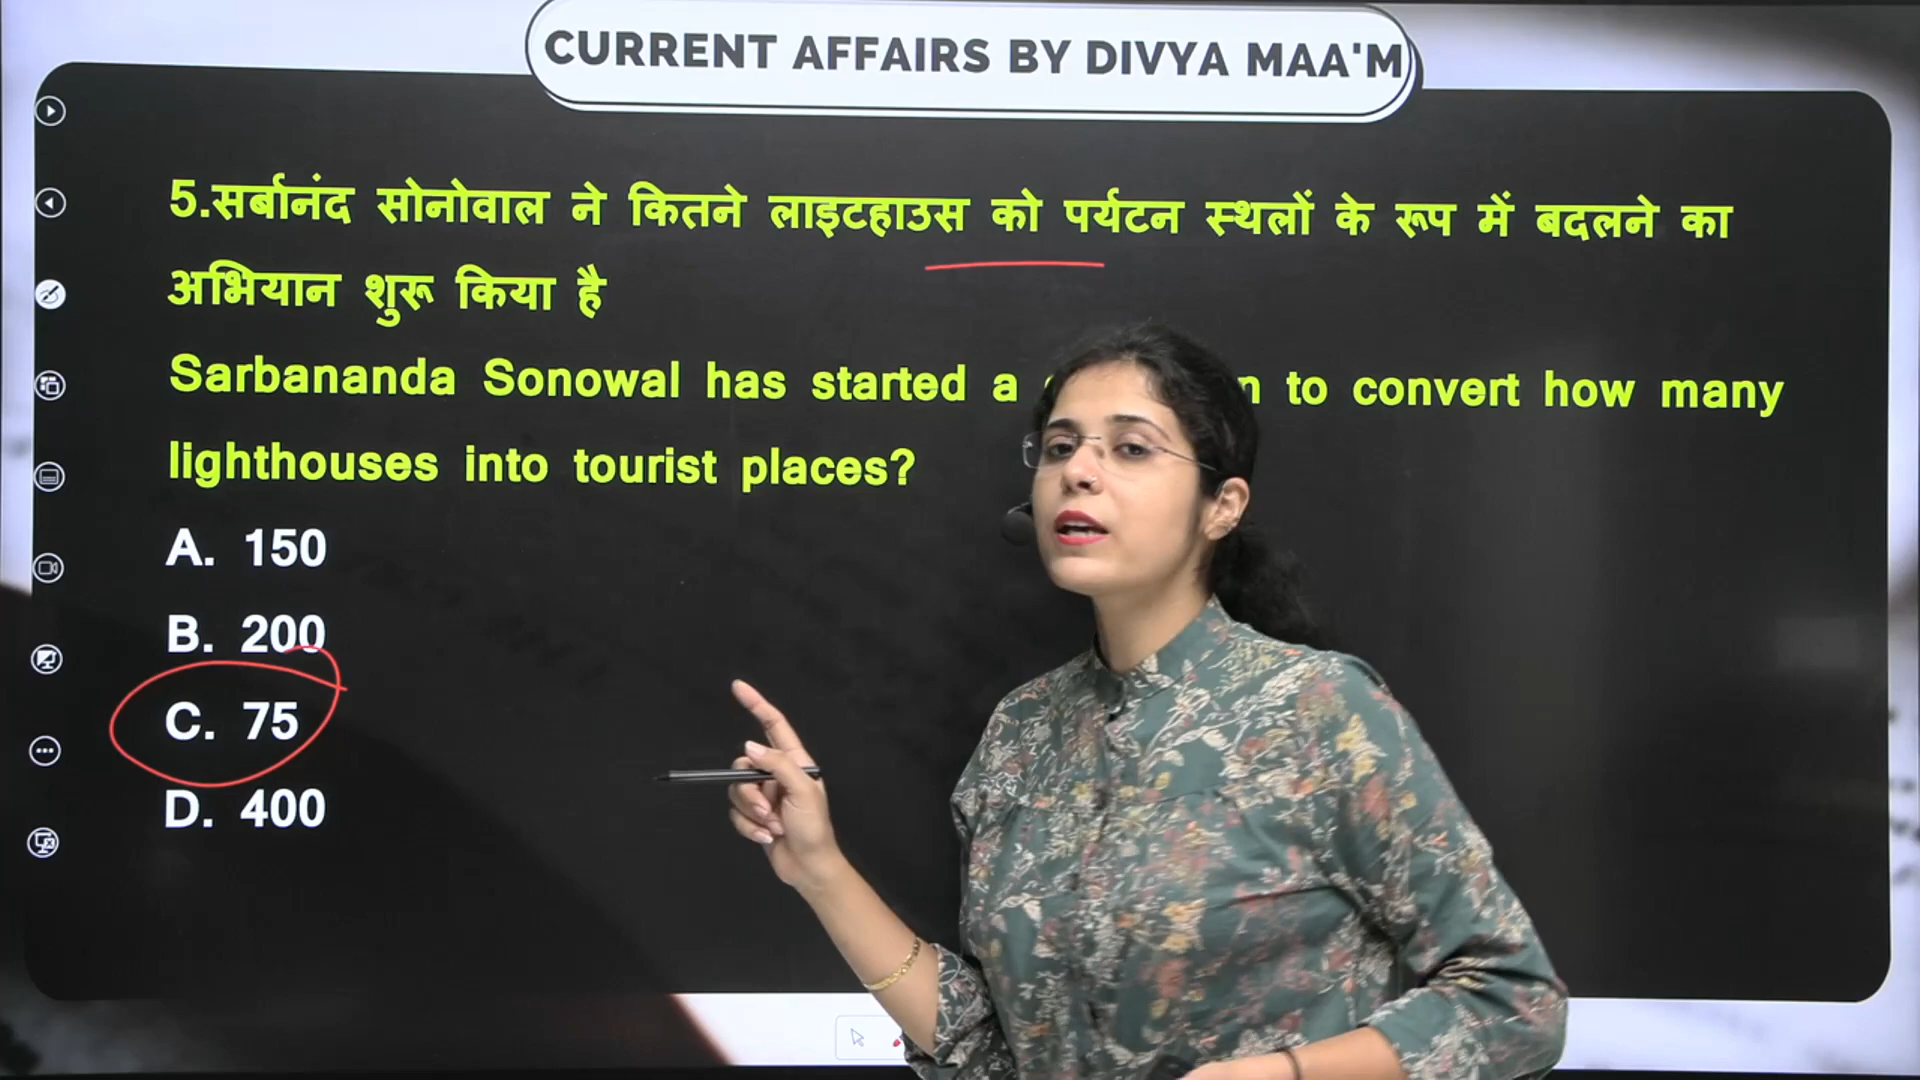 CURRENT AFFAIRS BY DIVYA MAA'M
5.सर्बानंद सोनोवाल ने कितने लाइटहाउस को पर्यटन स्थलों के रूप में बदलने का
अभियान शुरू किया है
Sarbananda Sonowal has started a to convert how many
lighthouses into tourist places?
A. 150
B. 200
C. 75
D. 400